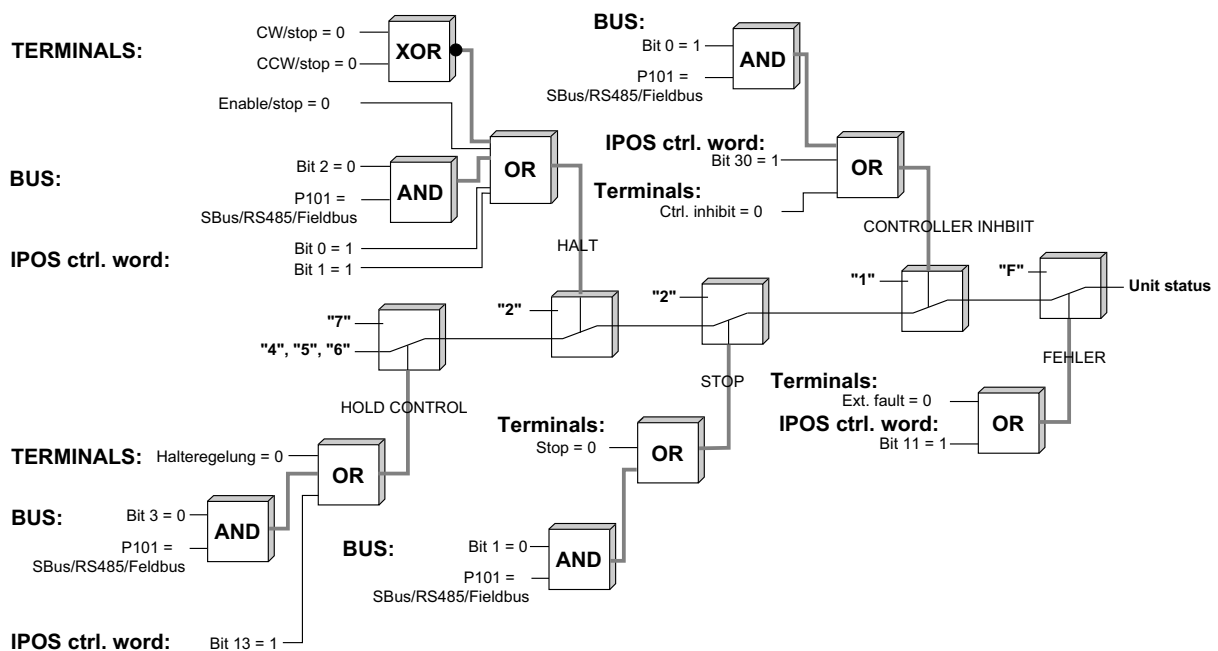 TERMINALS:
CW/stop = 0
CCW/stop = 0
XOR
Enable/stop = 0
BUS:
Bit 2 = 0
P101 =
SBus/RS485/Fieldbus
AND
OR
IPOS ctrl. word:
Bit 0 = 1
Bit 1 = 1
HALT
BUS:
Bit 0 = 1
P101 =
SBus/RS485/Fieldbus
AND
IPOS ctrl. word:
Bit 30 = 1
Terminals:
Ctrl. inhibit = 0
OR
CONTROLLER INHBIIT
"7"
"4", "5", "6"
"2"
"2"
"1"
"F"
Unit status
HOLD CONTROL
STOP
FEHLER
TERMINALS:
Halteregelung = 0
OR
BUS:
Bit 3 = 0
P101 =
SBus/RS485/Feldbus
AND
IPOS ctrl. word:
Bit 13 = 1
Terminals:
Stop = 0
OR
BUS:
Bit 1 = 0
P101 =
SBus/RS485/Fieldbus
AND
Terminals:
Ext. fault = 0
IPOS ctrl. word:
Bit 11 = 1
OR